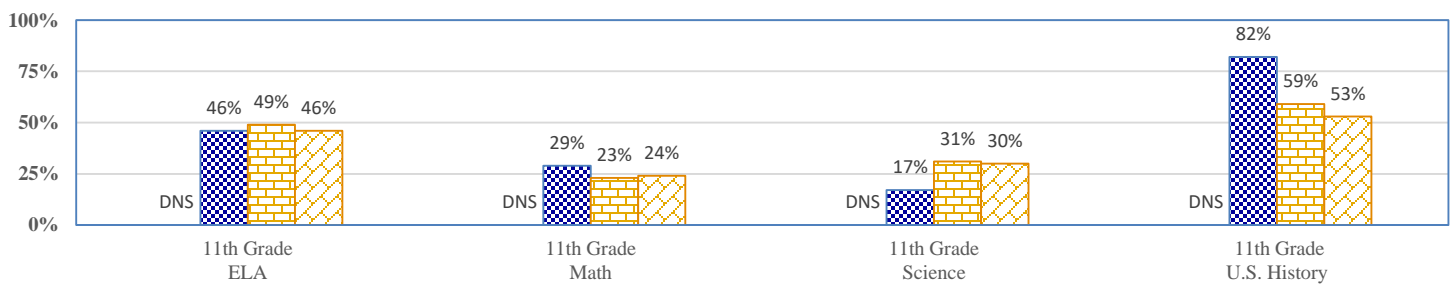 100%
75%
50%
25%
0%
DNS 46% 49% 46%
DNS 29% 23% 24%
DNS 17% 31% 30%
DNS 82% 59% 53%
11th Grade
ELA
11th Grade
Math
11th Grade
Science
11th Grade
U.S. History